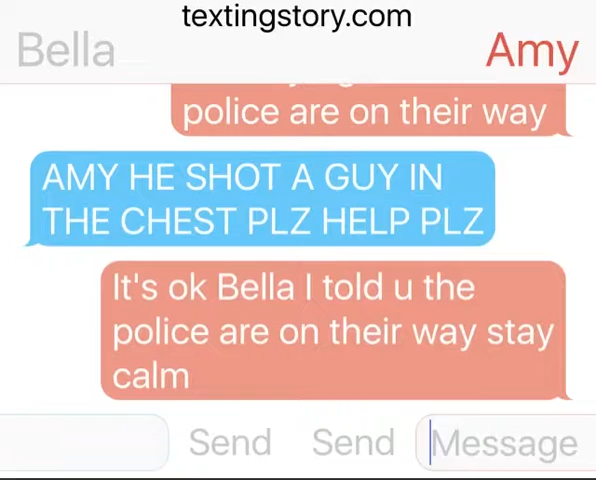 textingstory.com
Bella
Amy
police are on their way
AMY HE SHOT A GUY IN
THE CHEST PLZ HELP PLZ
It's ok Bella I told u the
police are on their way stay
calm
Send
Send
Message